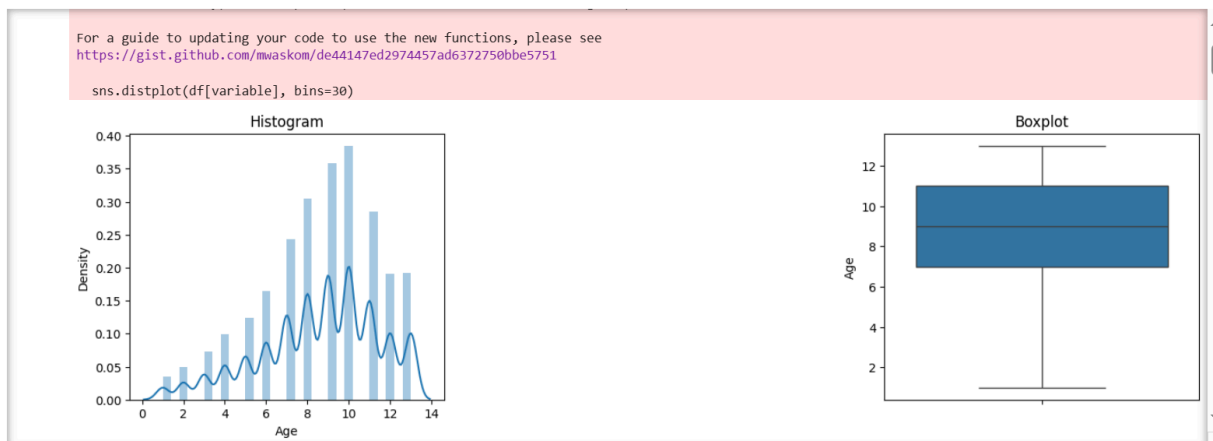 For a guide to updating your code to use the new functions, please see
https://gist.github.com/mwaskom/de44147ed2974457ad6372750bbe5751
sns.distplot(df[variable], bins=30)
Histogram
0.40
0.35
0.30
0.25
0.20
0.15
0.10
0.05
0.00
Density
0 2 4 6 8 10 12 14
Age
Boxplot
12
10
8
6
4
2
Age